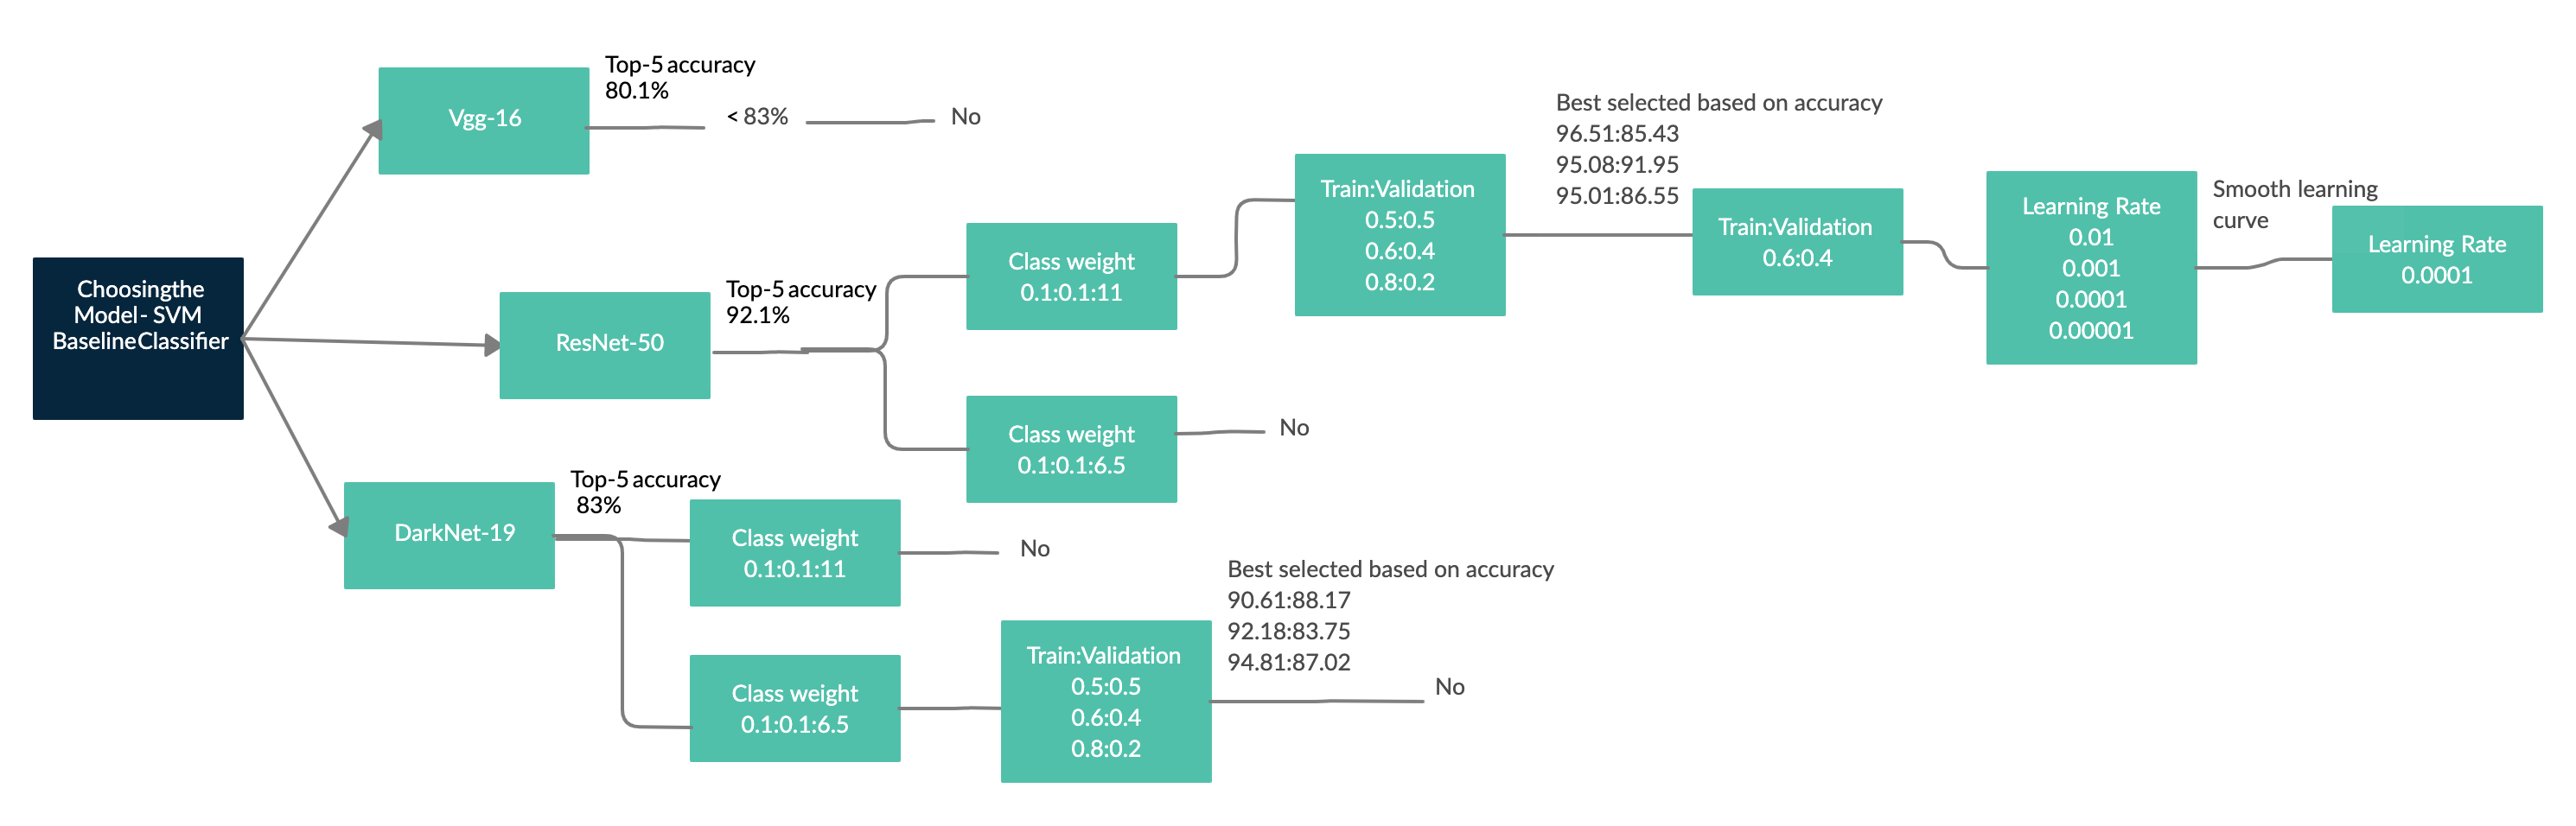 Choosingthe
Model - SVM
BaselineClassifier
Vgg-16
Top-5 accuracy
80.1%
< 83%
No
ResNet-50
Top-5 accuracy
92.1%
Class weight
0.1:0.1:11
Train:Validation
0.5:0.5
0.6:0.4
0.8:0.2
Best selected based on accuracy
96.51:85.43
95.08:91.95
95.01:86.55
Train:Validation
0.6:0.4
Learning Rate
0.01
0.001
0.0001
0.00001
Smooth learning
curve
Learning Rate
0.0001
Class weight
0.1:0.1:6.5
No
DarkNet-19
Top-5 accuracy
83%
Class weight
0.1:0.1:11
No
Class weight
0.1:0.1:6.5
Train:Validation
0.5:0.5
0.6:0.4
0.8:0.2
Best selected based on accuracy
90.61:88.17
92.18:83.75
94.81:87.02
No